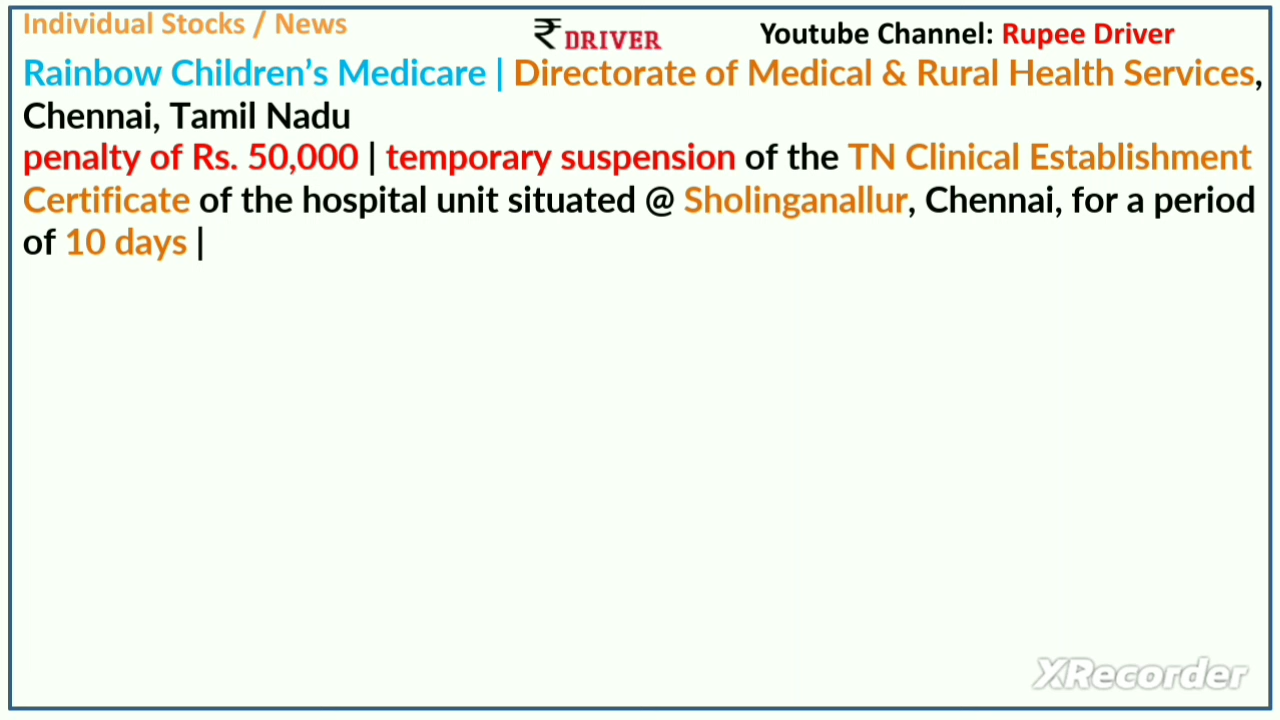 Individual Stocks / News
₹ DRIVER
Youtube Channel: Rupee Driver
Rainbow Children's Medicare | Directorate of Medical & Rural Health Services,
Chennai, Tamil Nadu
penalty of Rs. 50,000 | temporary suspension of the TN Clinical Establishment
Certificate of the hospital unit situated @ Sholinganallur, Chennai, for a period
of 10 days |
XRecorder